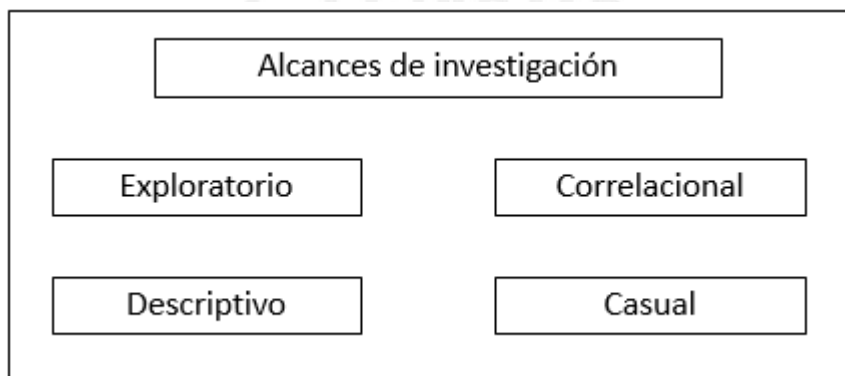 Alcances de investigación
Exploratorio
Correlacional
Descriptivo
Casual